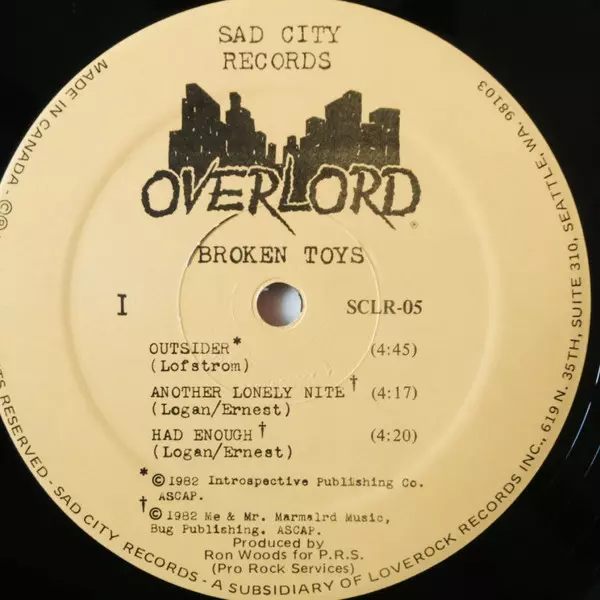 SAD CITY
RECORDS
OVERLORD
®
BROKEN TOYS
I
SCLR-05
OUTSIDER* (4:45)
(Lofstrom)
ANOTHER LONELY NITE† (4:17)
(Logan/Ernest)
HAD ENOUGH† (4:20)
(Logan/Ernest)
* © 1982 Introspective Publishing Co.
ASCAP.
† © 1982 Me & Mr. Marmalrd Music,
Bug Publishing. ASCAP.
Produced by
Ron Woods for P.R.S.
(Pro Rock Services)
MADE IN CANADA - ©
RESERVED - SAD CITY RECORDS - A SUBSIDIARY OF LOVEROCK RECORDS INC., 619 N. 35TH, SUITE 310, SEATTLE, WA. 98103